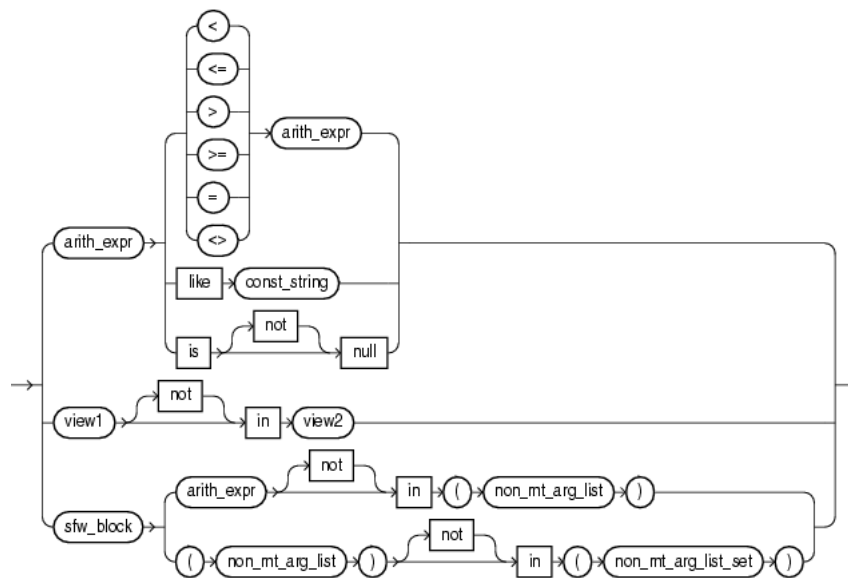 <
<=
>
arith_expr
>=
=
<>
arith_expr
like const_string
not
is null
not
view1 in view2
not
arith_expr in ( non_mt_arg_list )
sfw_block
not
( non_mt_arg_list ) in ( non_mt_arg_list_set )